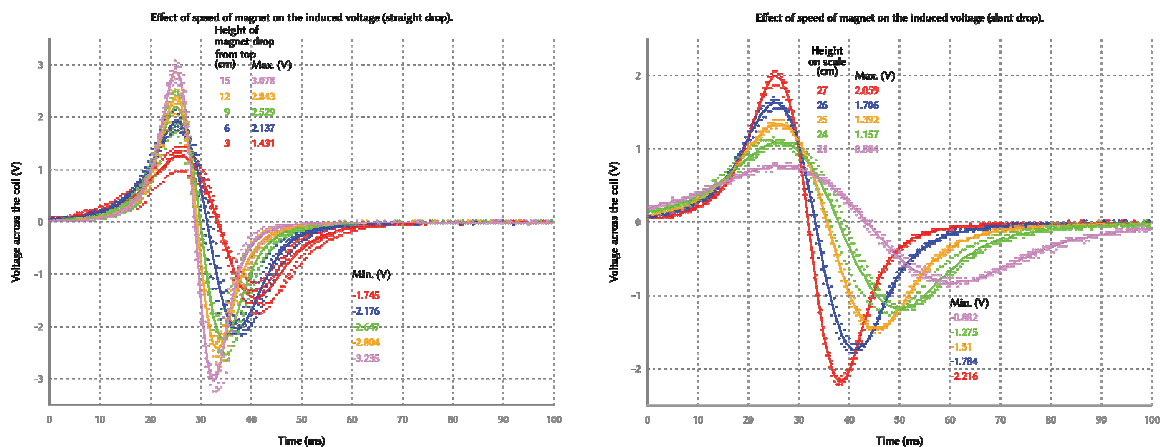 Effect of speed of magnet on the induced voltage (straight drop).
Height of
magnet drop
from top
(cm) Max. (V)
15 3.078
12 2.843
9 2.529
6 2.137
3 1.431
Voltage across the coil (V)
3
2
1
0
-1
-2
-3
Min. (V)
-1.745
-2.176
-2.647
-2.804
-3.235
0 10 20 30 40 50 60 70 80 90 100
Time (ms)
Effect of speed of magnet on the induced voltage (slant drop).
Height
on scale
(cm) Max. (V)
27 2.059
26 1.706
25 1.392
24 1.157
Voltage across the coil (V)
2
1
0
-1
-2
Min. (V)
-0.882
-1.275
-1.51
-1.784
-2.216
0 10 20 30 40 50 60 70 80 90 100
Time (ms)